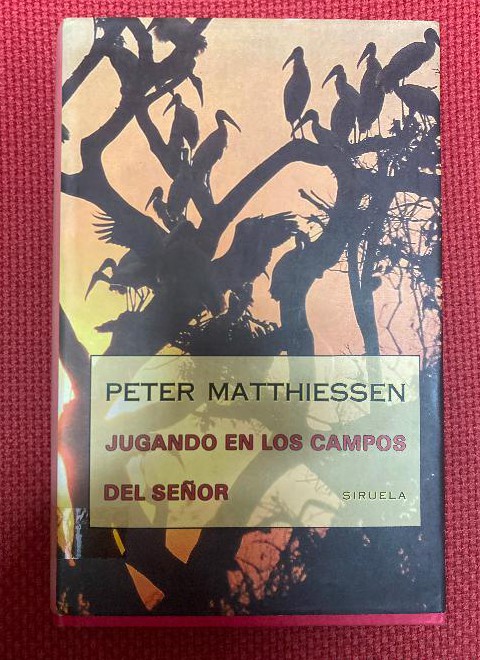 PETER MATTHIESSEN
JUGANDO EN LOS CAMPOS
DEL SEÑOR
SIRUELA